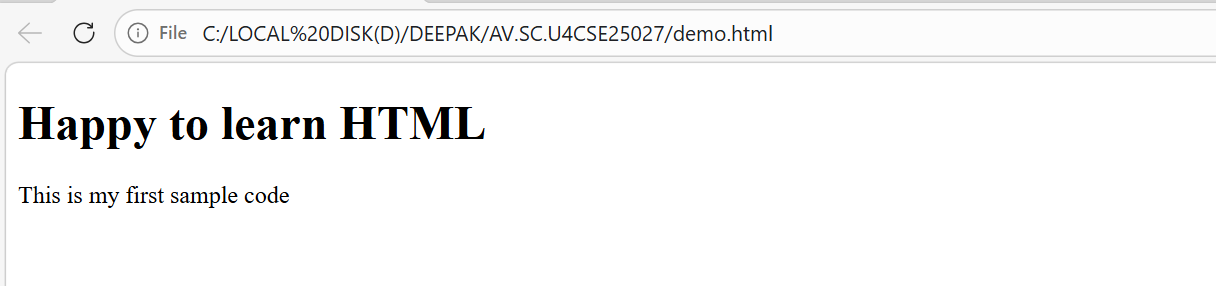 File C:/LOCAL%20DISK(D)/DEEPAK/AV.SC.U4CSE25027/demo.html
Happy to learn HTML
This is my first sample code